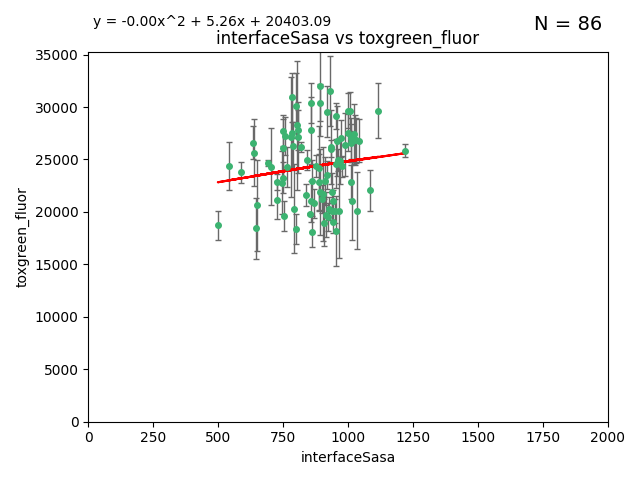 y = -0.00x^2 + 5.26x + 20403.09
N = 86
interfaceSasa vs toxgreen_fluor
35000
30000
25000
20000
15000
10000
5000
0
toxgreen_fluor
0 250 500 750 1000 1250 1500 1750 2000
interfaceSasa